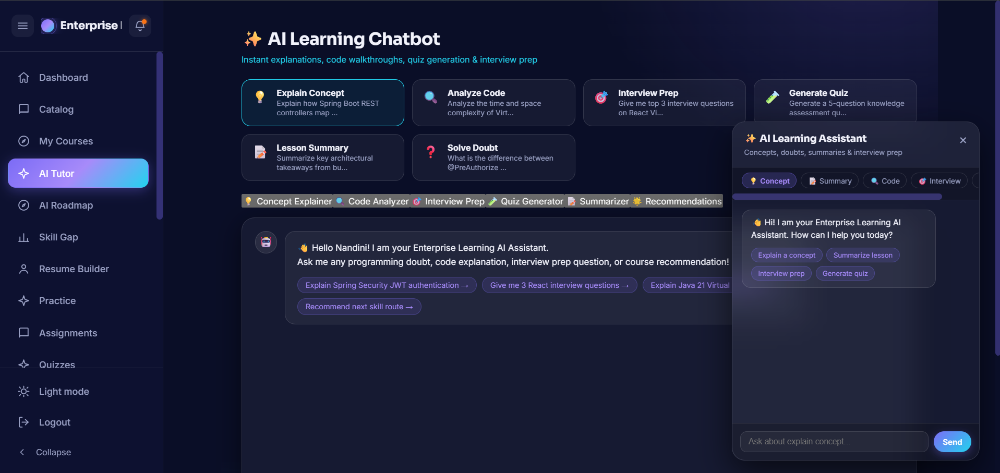 Enterprise
Dashboard
Catalog
My Courses
AI Tutor
AI Roadmap
Skill Gap
Resume Builder
Practice
Assignments
Quizzes
Light mode
Logout
Collapse
✨ AI Learning Chatbot
Instant explanations, code walkthroughs, quiz generation & interview prep
💡 Explain Concept
Explain how Spring Boot REST
controllers map ...
🔍 Analyze Code
Analyze the time and space
complexity of Virt...
🎯 Interview Prep
Give me top 3 interview questions
on React Vi...
🧪 Generate Quiz
Generate a 5-question knowledge
assessment qu...
📝 Lesson Summary
Summarize key architectural
takeaways from bu...
❓ Solve Doubt
What is the difference between
@PreAuthorize ...
💡 Concept Explainer 🔍 Code Analyzer 🎯 Interview Prep 🧪 Quiz Generator 📝 Summarizer 🌟 Recommendations
👋 Hello Nandini! I am your Enterprise Learning AI Assistant.
Ask me any programming doubt, code explanation, interview prep question, or course recommendation!
Explain Spring Security JWT authentication → Give me 3 React interview questions → Explain Java 21 Virtual
Recommend next skill route →
✨ AI Learning Assistant ✕
Concepts, doubts, summaries & interview prep
💡 Concept 📝 Summary 🔍 Code 🎯 Interview
👋 Hi! I am your Enterprise Learning AI
Assistant. How can I help you today?
Explain a concept Summarize lesson
Interview prep Generate quiz
Ask about explain concept... Send